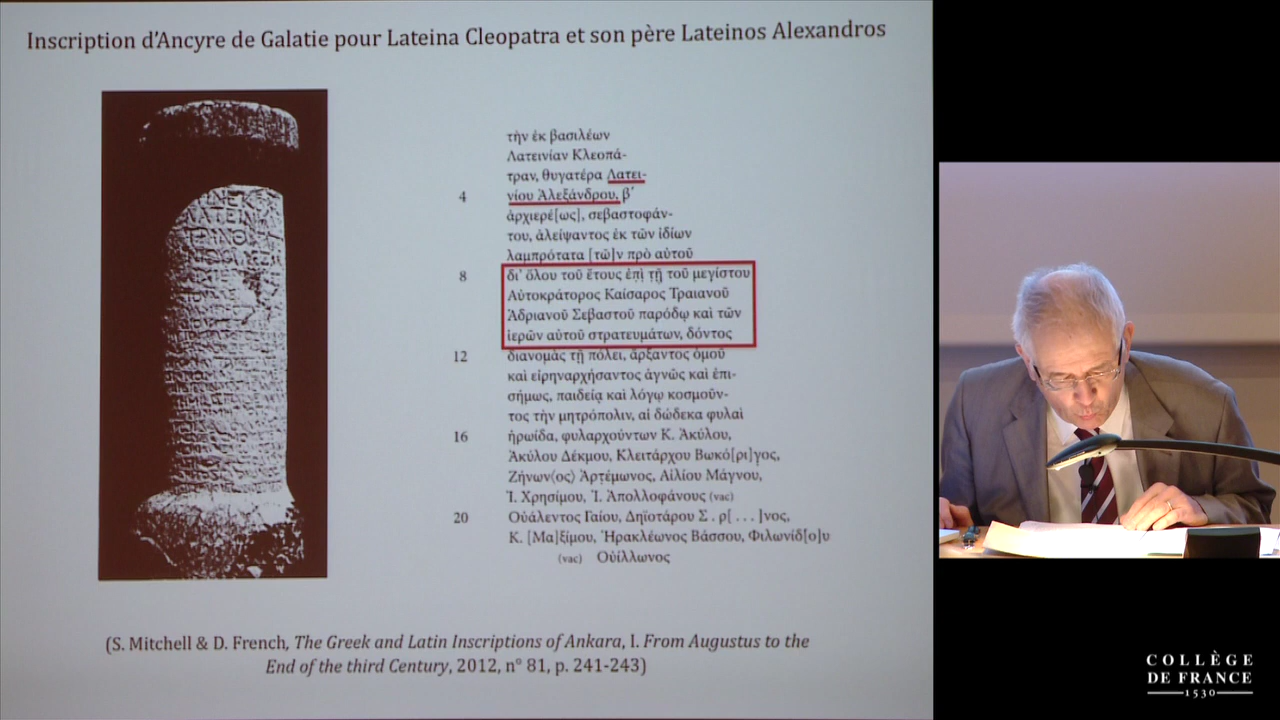 Inscription d'Ancyre de Galatie pour Lateina Cleopatra et son père Lateinos Alexandros
τὴν ἐκ βασιλέων
Λατεινίαν Κλεοπά-
τραν, θυγατέρα Λατει-
4 νίου Ἀλεξάνδρου, β′
ἀρχιερέ[ως], σεβαστοφάν-
του, ἀλείψαντος ἐκ τῶν ἰδίων
λαμπρότατα [τῶ]ν πρὸ αὐτοῦ
8 δι' ὅλου τοῦ ἔτους ἐπὶ τῇ τοῦ μεγίστου
Αὐτοκράτορος Καίσαρος Τραιανοῦ
Ἁδριανοῦ Σεβαστοῦ παρόδῳ καὶ τῶν
ἱερῶν αὐτοῦ στρατευμάτων, δόντος
12 διανομὰς τῇ πόλει, ἄρξαντος ὁμοῦ
καὶ εἰρηναρχήσαντος ἁγνῶς καὶ ἐπι-
σήμως, παιδείᾳ καὶ λόγῳ κοσμοῦν-
τος τὴν μητρόπολιν, αἱ δώδεκα φυλαὶ
16 ἡρωίδα, φυλαρχούντων Κ. Ἀκύλου,
Ἀκύλου Δέκμου, Κλειτάρχου Βωκό[ρι]γος,
Ζήνων⟨ος⟩ Ἀρτέμωνος, Αἰλίου Μάγνου,
Ἰ. Χρησίμου, Ἰ. Ἀπολλοφάνους (vac)
20 Οὐάλεντος Γαίου, Δηϊοτάρου Σ . ρ[ . . . ]νος,
Κ. [Μα]ξίμου, Ἡρακλέωνος Βάσσου, Φιλωνίδ[ο]υ
(vac) Οὐίλλωνος
(S. Mitchell & D. French, The Greek and Latin Inscriptions of Ankara, I. From Augustus to the
End of the third Century, 2012, n° 81, p. 241-243)
COLLÈGE
DE FRANCE
1530